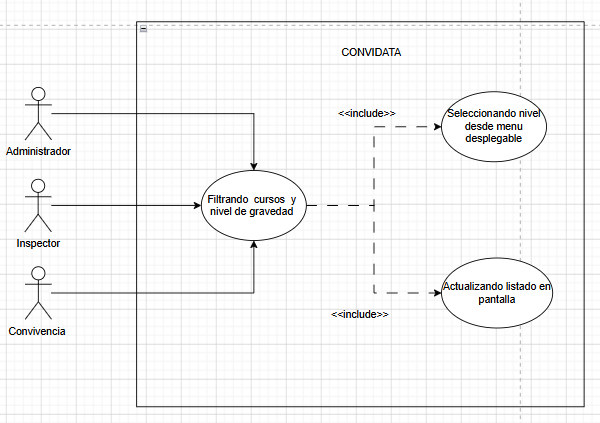 CONVIDATA
Administrador
Inspector
Convivencia
Filtrando cursos y
nivel de gravedad
<<include>>
Seleccionando nivel
desde menu
desplegable
Actualizando listado en
pantalla
<<include>>